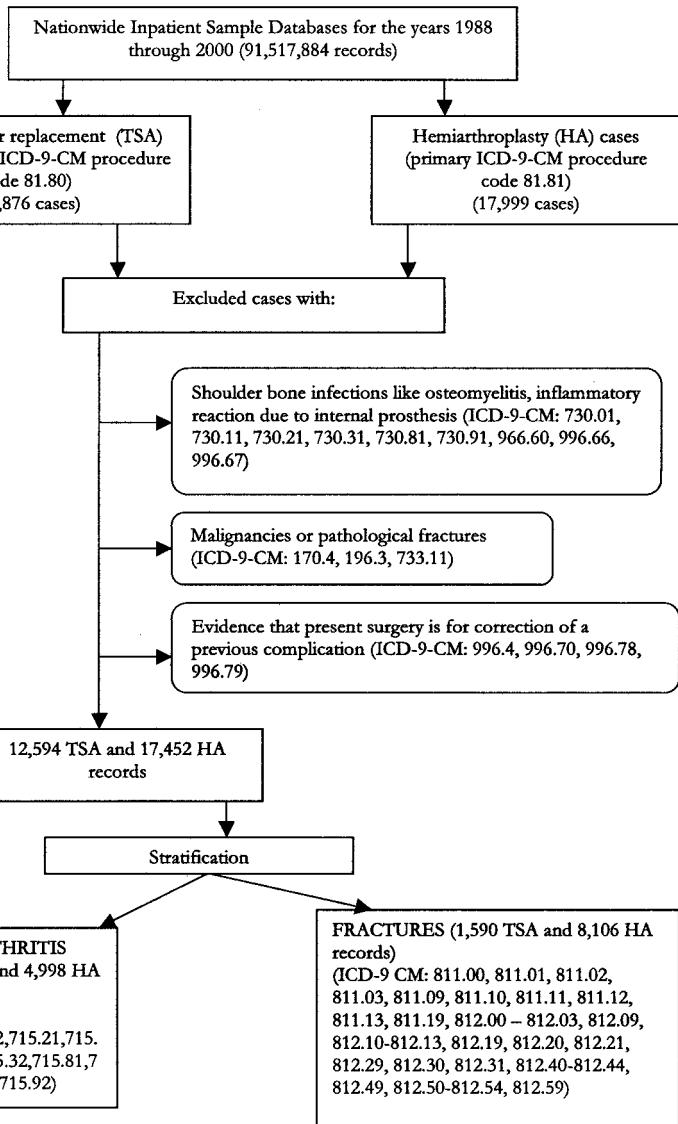 Nationwide Inpatient Sample Databases for the years 1988
through 2000 (91,517,884 records)
replacement (TSA)
ICD-9-CM procedure
81.80)
cases)
Hemiarthroplasty (HA) cases
(primary ICD-9-CM procedure
code 81.81)
(17,999 cases)
Excluded cases with:
Shoulder bone infections like osteomyelitis, inflammatory
reaction due to internal prosthesis (ICD-9-CM: 730.01,
730.11, 730.21, 730.31, 730.81, 730.91, 966.60, 996.66,
996.67)
Malignancies or pathological fractures
(ICD-9-CM: 170.4, 196.3, 733.11)
Evidence that present surgery is for correction of a
previous complication (ICD-9-CM: 996.4, 996.70, 996.78,
996.79)
12,594 TSA and 17,452 HA
records
Stratification
THRITIS
nd 4,998 HA
2,715.21,715.
5.32,715.81,7
715.92)
FRACTURES (1,590 TSA and 8,106 HA
records)
(ICD-9 CM: 811.00, 811.01, 811.02,
811.03, 811.09, 811.10, 811.11, 811.12,
811.13, 811.19, 812.00 – 812.03, 812.09,
812.10-812.13, 812.19, 812.20, 812.21,
812.29, 812.30, 812.31, 812.40-812.44,
812.49, 812.50-812.54, 812.59)